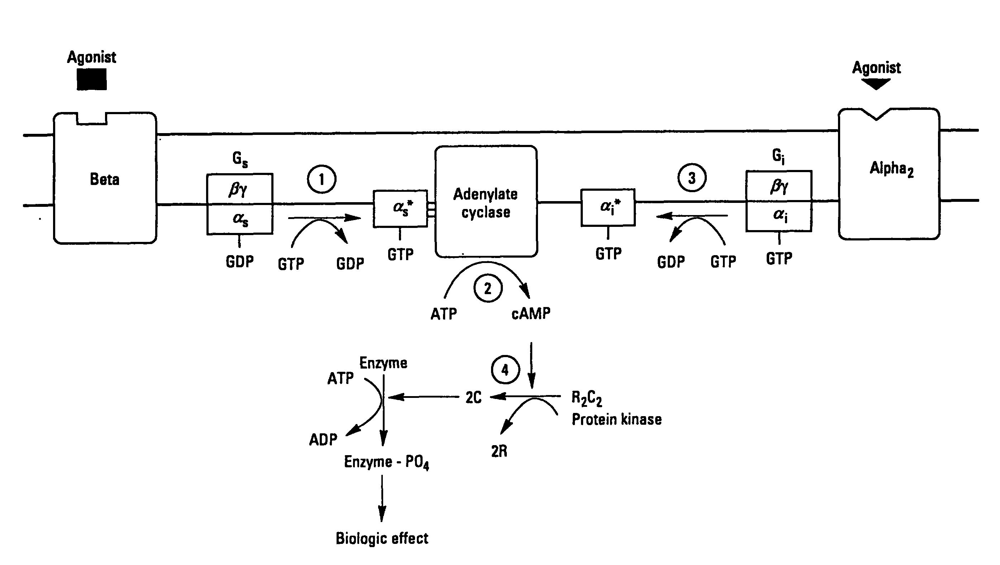 Agonist
Agonist
Beta
Gs
βγ
αs
GDP
1
GTP
GDP
αs*
GTP
Adenylate
cyclase
αi*
GTP
3
GDP
GTP
Gi
βγ
αi
GTP
Alpha2
2
ATP
cAMP
4
Enzyme
ATP
ADP
2C
R2C2
Protein kinase
2R
Enzyme - PO4
Biologic effect